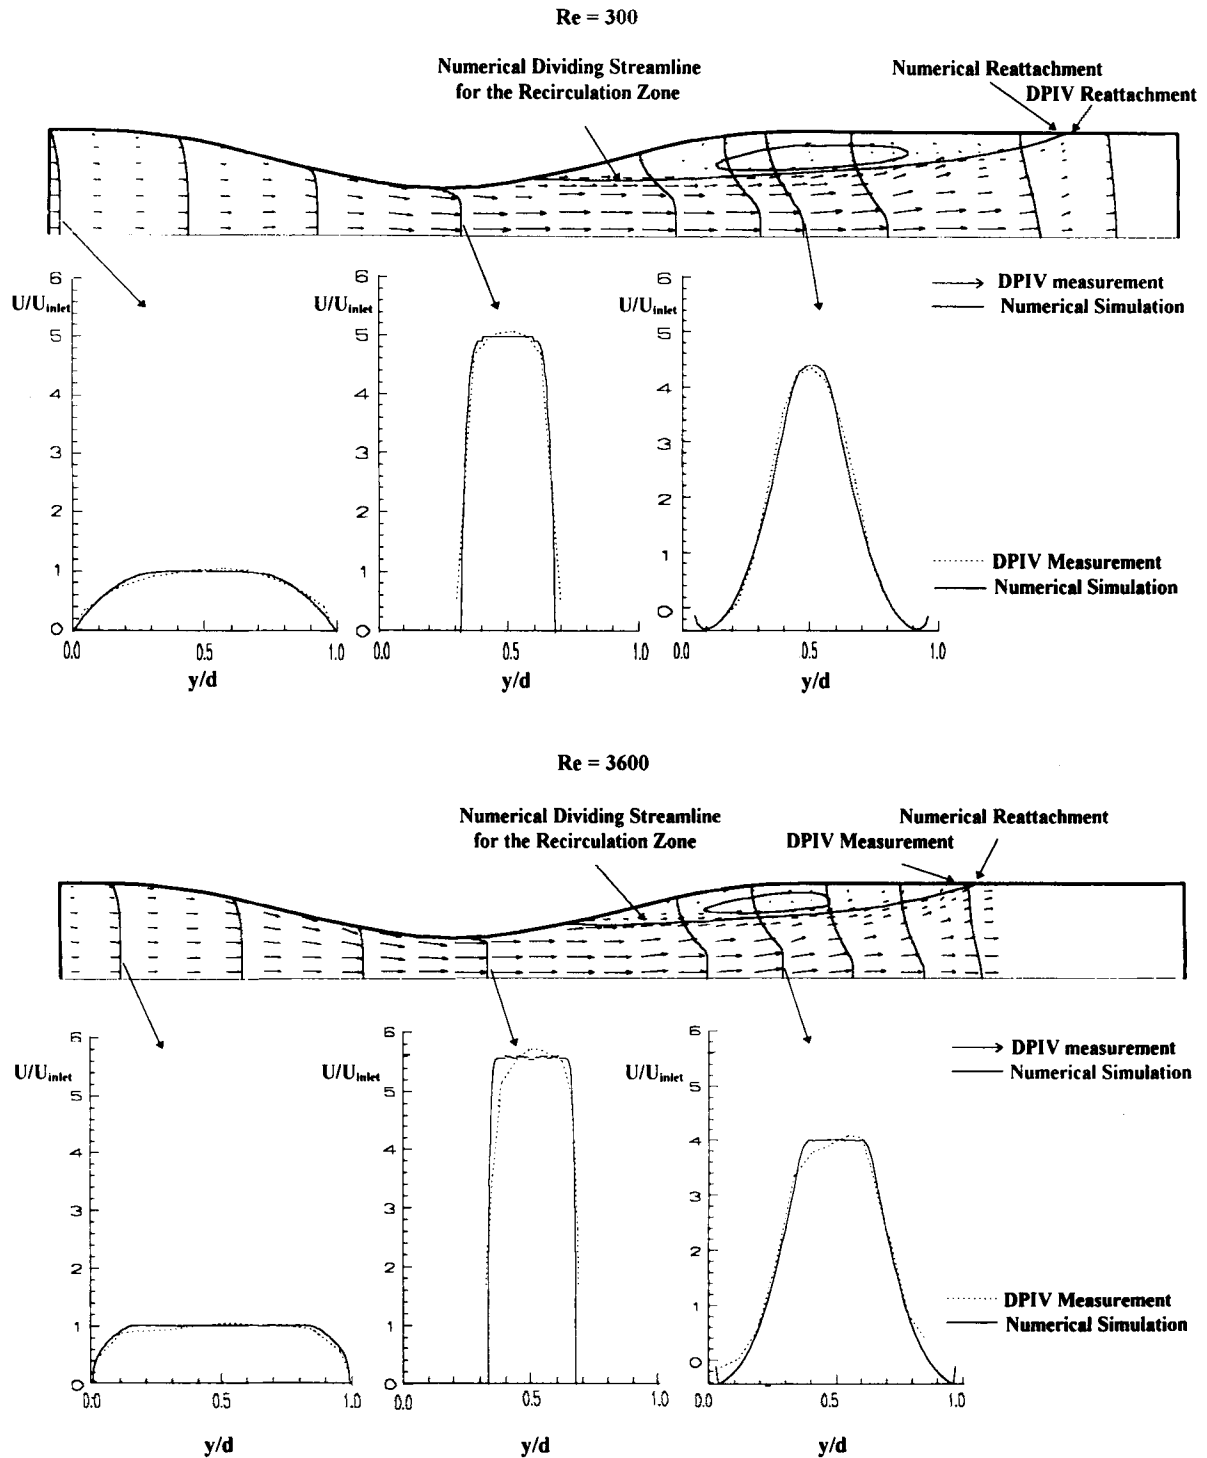 Re = 300
Numerical Dividing Streamline
for the Recirculation Zone
Numerical Reattachment
DPIV Reattachment
6 6 6
U/Uinlet U/Uinlet U/Uinlet
DPIV measurement
Numerical Simulation
5 5 5
4 4 4
3 3 3
2 2 2
1 1 1
DPIV Measurement
Numerical Simulation
0 0 0
0.0 0.5 1.0 0.0 0.5 1.0 0.0 0.5 1.0
y/d y/d y/d
Re = 3600
Numerical Dividing Streamline
for the Recirculation Zone
Numerical Reattachment
DPIV Measurement
6 6 6
U/Uinlet U/Uinlet U/Uinlet
DPIV measurement
Numerical Simulation
5 5 5
4 4 4
3 3 3
2 2 2
1 1 1
DPIV Measurement
Numerical Simulation
0 0 0
0.0 0.5 1.0 0.0 0.5 1.0 0.0 0.5 1.0
y/d y/d y/d